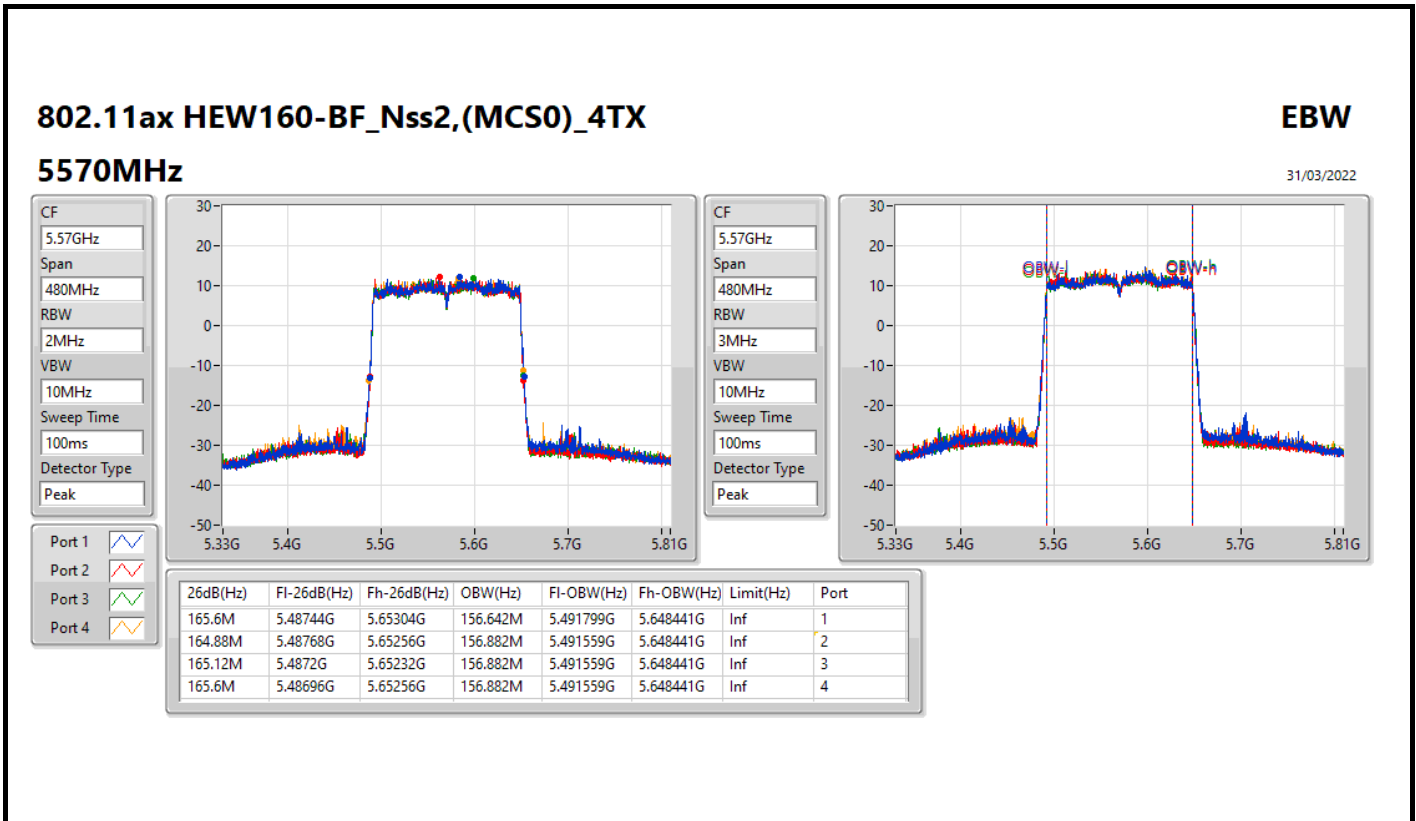 802.11ax HEW160-BF_Nss2,(MCS0)_4TX EBW
5570MHz 31/03/2022
CF
5.57GHz
Span
480MHz
RBW
2MHz
VBW
10MHz
Sweep Time
100ms
Detector Type
Peak
30
20
10
0
-10
-20
-30
-40
-50
5.33G 5.4G 5.5G 5.6G 5.7G 5.81G
CF
5.57GHz
Span
480MHz
RBW
3MHz
VBW
10MHz
Sweep Time
100ms
Detector Type
Peak
30
20
10
0
-10
-20
-30
-40
-50
OBW-l OBW-h
5.33G 5.4G 5.5G 5.6G 5.7G 5.81G
Port 1
Port 2
Port 3
Port 4
26dB(Hz) Fl-26dB(Hz) Fh-26dB(Hz) OBW(Hz) Fl-OBW(Hz) Fh-OBW(Hz) Limit(Hz) Port
165.6M 5.48744G 5.65304G 156.642M 5.491799G 5.648441G Inf 1
164.88M 5.48768G 5.65256G 156.882M 5.491559G 5.648441G Inf 2
165.12M 5.4872G 5.65232G 156.882M 5.491559G 5.648441G Inf 3
165.6M 5.48696G 5.65256G 156.882M 5.491559G 5.648441G Inf 4